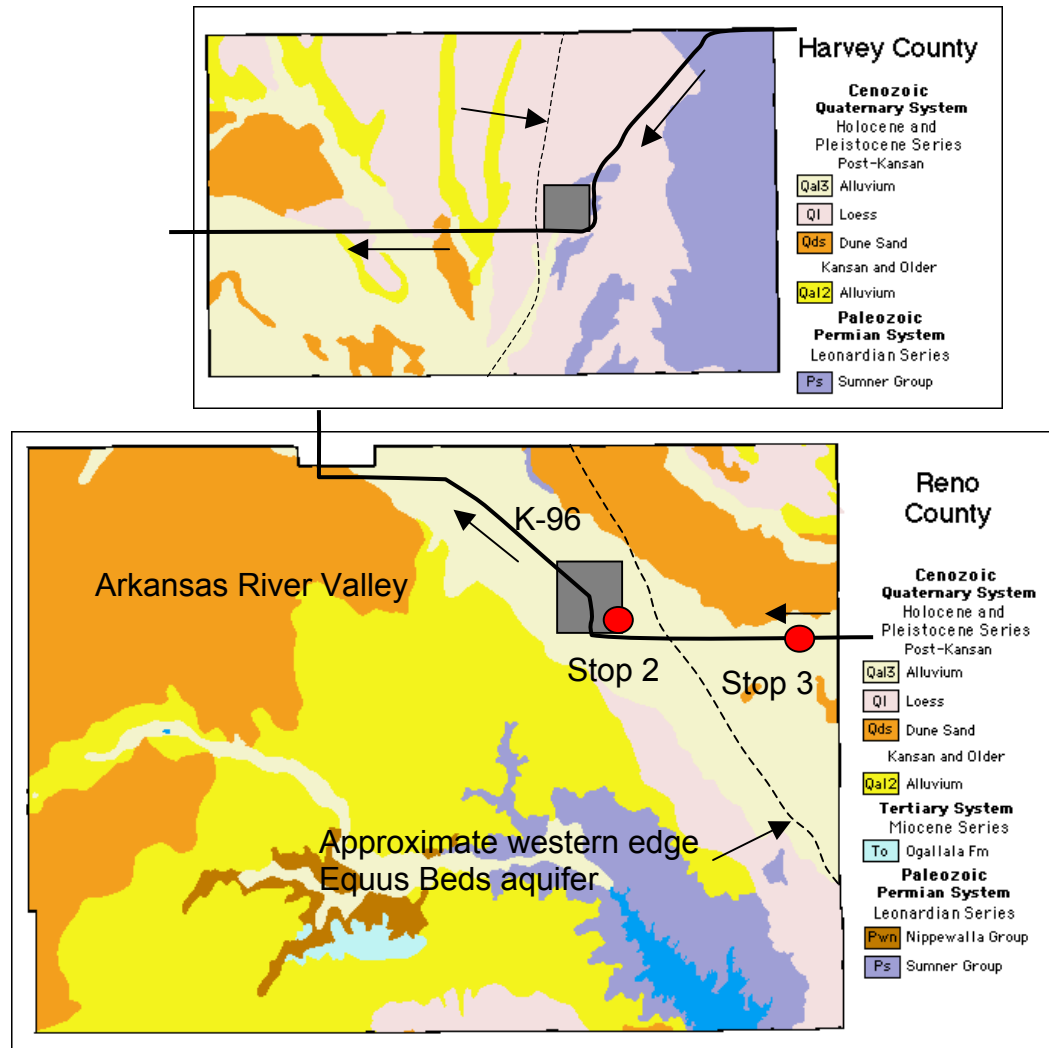 Harvey County
Cenozoic
Quaternary System
Holocene and
Pleistocene Series
Post-Kansan
Qal3 Alluvium
Ql Loess
Qds Dune Sand
Kansan and Older
Qal2 Alluvium
Paleozoic
Permian System
Leonardian Series
Ps Sumner Group
K-96
Arkansas River Valley
Stop 2
Stop 3
Approximate western edge
Equus Beds aquifer
Reno
County
Cenozoic
Quaternary System
Holocene and
Pleistocene Series
Post-Kansan
Qal3 Alluvium
Ql Loess
Qds Dune Sand
Kansan and Older
Qal2 Alluvium
Tertiary System
Miocene Series
To Ogallala Fm
Paleozoic
Permian System
Leonardian Series
Pwn Nippewalla Group
Ps Sumner Group